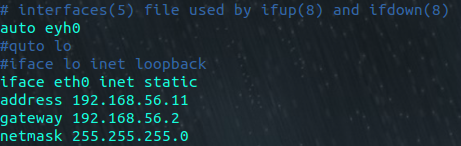 # interfaces(5) file used by ifup(8) and ifdown(8)
auto eyh0
#quto lo
#iface lo inet loopback
iface eth0 inet static
address 192.168.56.11
gateway 192.168.56.2
netmask 255.255.255.0